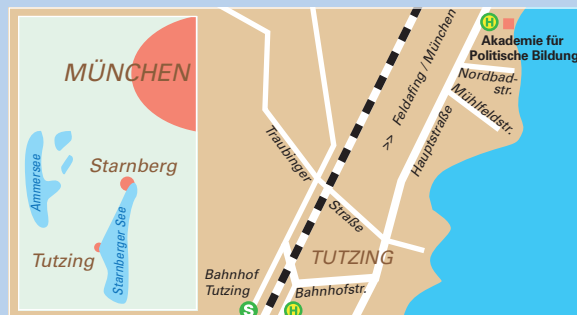 MÜNCHEN
Ammersee
Starnberg
Starnberger See
Tutzing
H
Akademie für
Politische Bildung
Nordbad-
str.
Mühlfeldstr.
>> Feldafing / München
Hauptstraße
Traubinger
Straße
TUTZING
Bahnhof
Tutzing
Bahnhofstr.
S
H